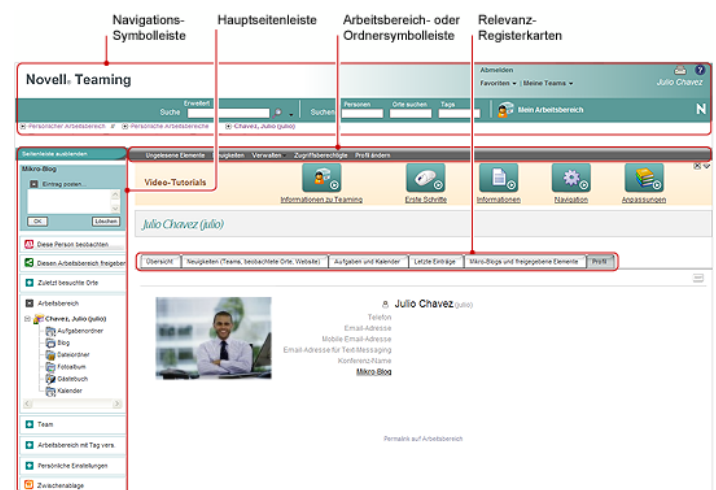 Navigations-
Symbolleiste
Hauptseitenleiste
Arbeitsbereich- oder
Ordnersymbolleiste
Relevanz-
Registerkarten
Novell® Teaming
Abmelden
Favoriten | Meine Teams
Julio Chavez
Erweitert
Suche
Suchen
Personen
Orte suchen
Tags
Mein Arbeitsbereich
N
Persönlicher Arbeitsbereich // Persönliche Arbeitsbereiche
Chavez, Julio (julio)
Seitenleiste ausblenden
Ungelesene Elemente
Neuigkeiten
Verwalten
Zugriffsberechtigte
Profil ändern
Mikro-Blog
Eintrag posten...
OK
Löschen
Video-Tutorials
Informationen zu Teaming
Erste Schritte
Informationen
Navigation
Anpassungen
Julio Chavez (julio)
Diese Person beobachten
Diesen Arbeitsbereich freigeben
Zuletzt besuchte Orte
Übersicht
Neuigkeiten (Teams, beobachtete Orte, Website)
Aufgaben und Kalender
Letzte Einträge
Mikro-Blogs und freigegebene Elemente
Profil
Arbeitsbereich
Chavez, Julio (julio)
Aufgabenordner
Blog
Dateiordner
Fotoalbum
Gästebuch
Kalender
Julio Chavez (julio)
Telefon
Email-Adresse
Mobile-Email-Adresse
Email-Adresse für Text-Messaging
Konferenz-Name
Mikro-Blog
Team
Arbeitsbereich mit Tag vers.
Persönliche Einstellungen
Zwischenablage
Permalink auf Arbeitsbereich